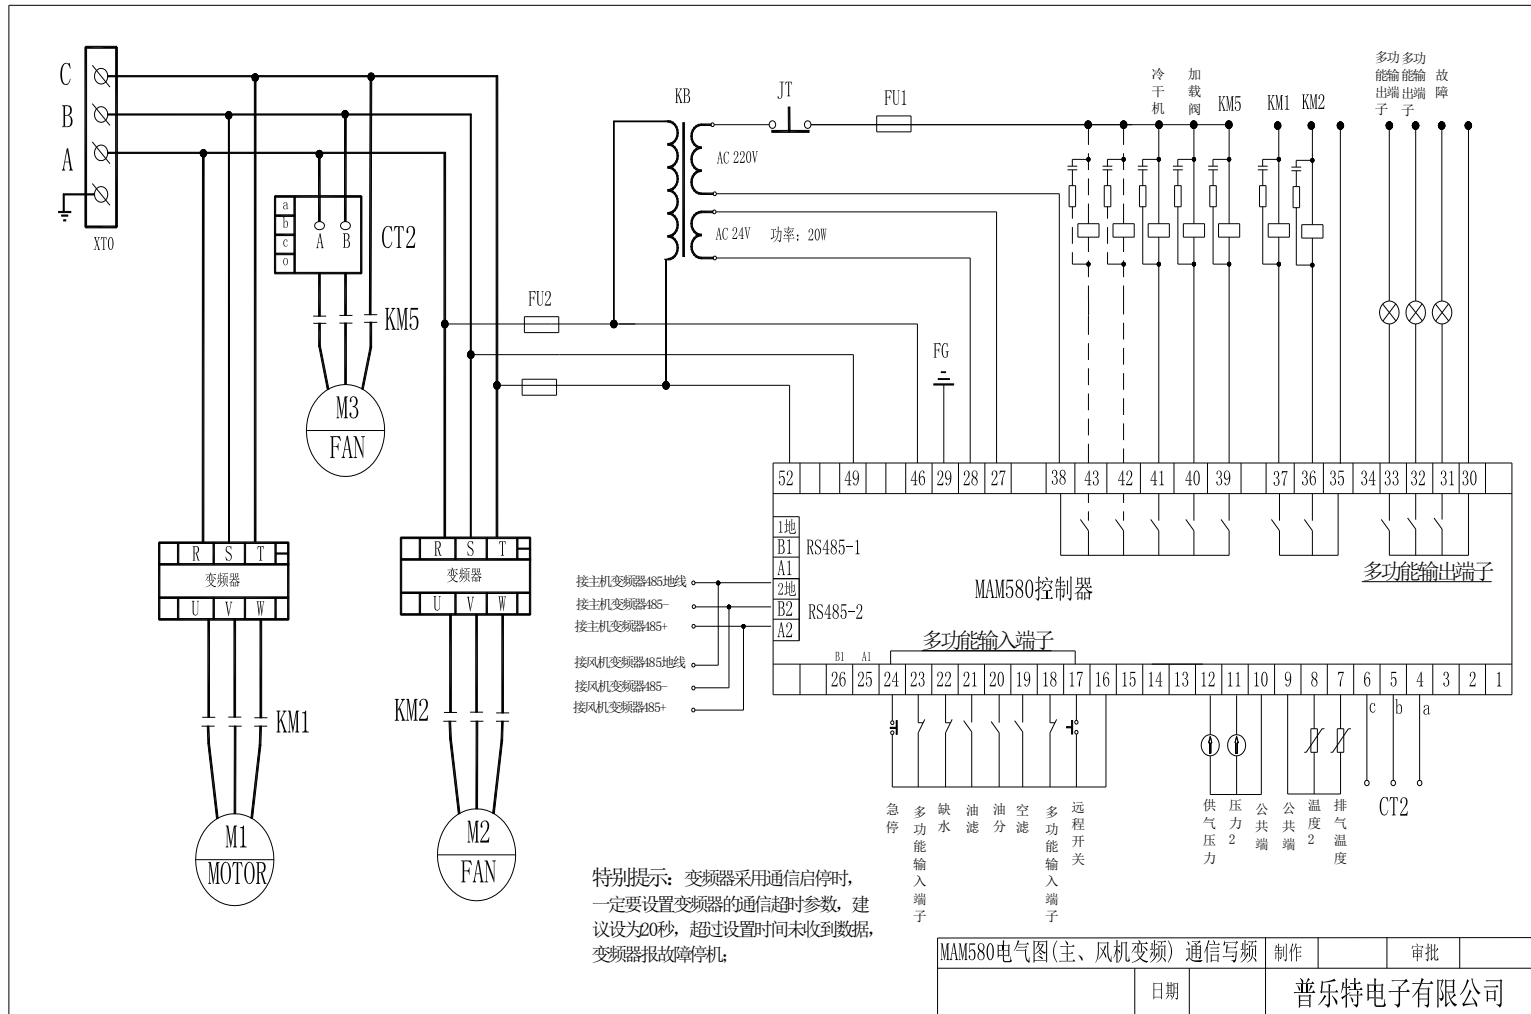 C
B
A
XT0
a
b
c
o
A B
CT2
KM5
M3
FAN
FU2
KB
JT
FU1
AC 220V
AC 24V 功率: 20W
FG
冷干机
加载阀
KM5
KM1
KM2
多功能输出端子
多功能输出端子
故障
52 49 46 29 28 27 38 43 42 41 40 39 37 36 35 34 33 32 31 30
1地
B1
A1
RS485-1
2地
B2
A2
RS485-2
MAM580控制器
多功能输出端子
多功能输入端子
接主机变频器485地线
接主机变频器485-
接主机变频器485+
接风机变频器485地线
接风机变频器485-
接风机变频器485+
B1 A1
26 25 24 23 22 21 20 19 18 17 16 15 14 13 12 11 10 9 8 7 6 5 4 3 2 1
c b a
CT2
急停
多功能输入端子
缺水
油滤
油分
空滤
多功能输入端子
远程开关
供气压力
压力2
公共端
公共端
温度2
排气温度
R S T
变频器
U V W
KM1
M1
MOTOR
R S T
变频器
U V W
KM2
M2
FAN
特别提示: 变频器采用通信启停时,
一定要设置变频器的通信超时参数, 建
议设为20秒, 超过设置时间未收到数据,
变频器报故障停机;
MAM580电气图(主、风机变频) 通信写频
制作
审批
日期
普乐特电子有限公司